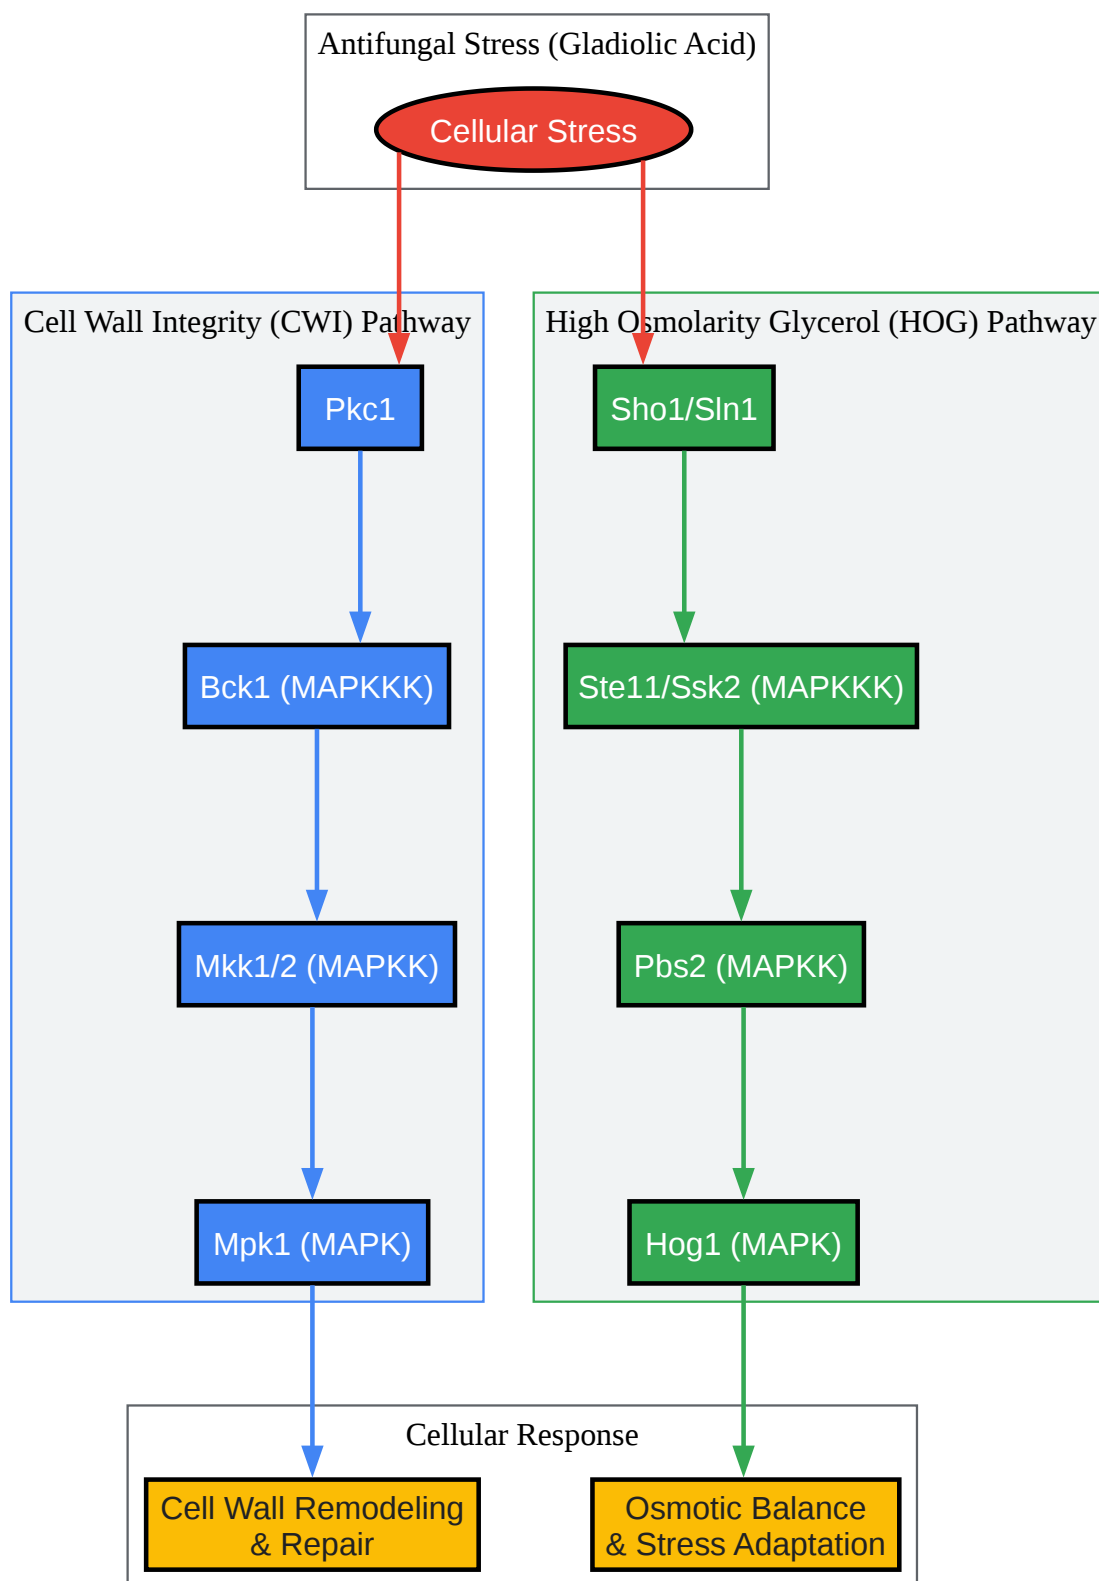 Antifungal Stress (Gladiolic Acid)
Cellular Stress
Cell Wall Integrity (CWI) Pathway
High Osmolarity Glycerol (HOG) Pathway
Pkc1
Sho1/Sln1
Bck1 (MAPKKK)
Ste11/Ssk2 (MAPKKK)
Mkk1/2 (MAPKK)
Pbs2 (MAPKK)
Mpk1 (MAPK)
Hog1 (MAPK)
Cellular Response
Cell Wall Remodeling
& Repair
Osmotic Balance
& Stress Adaptation